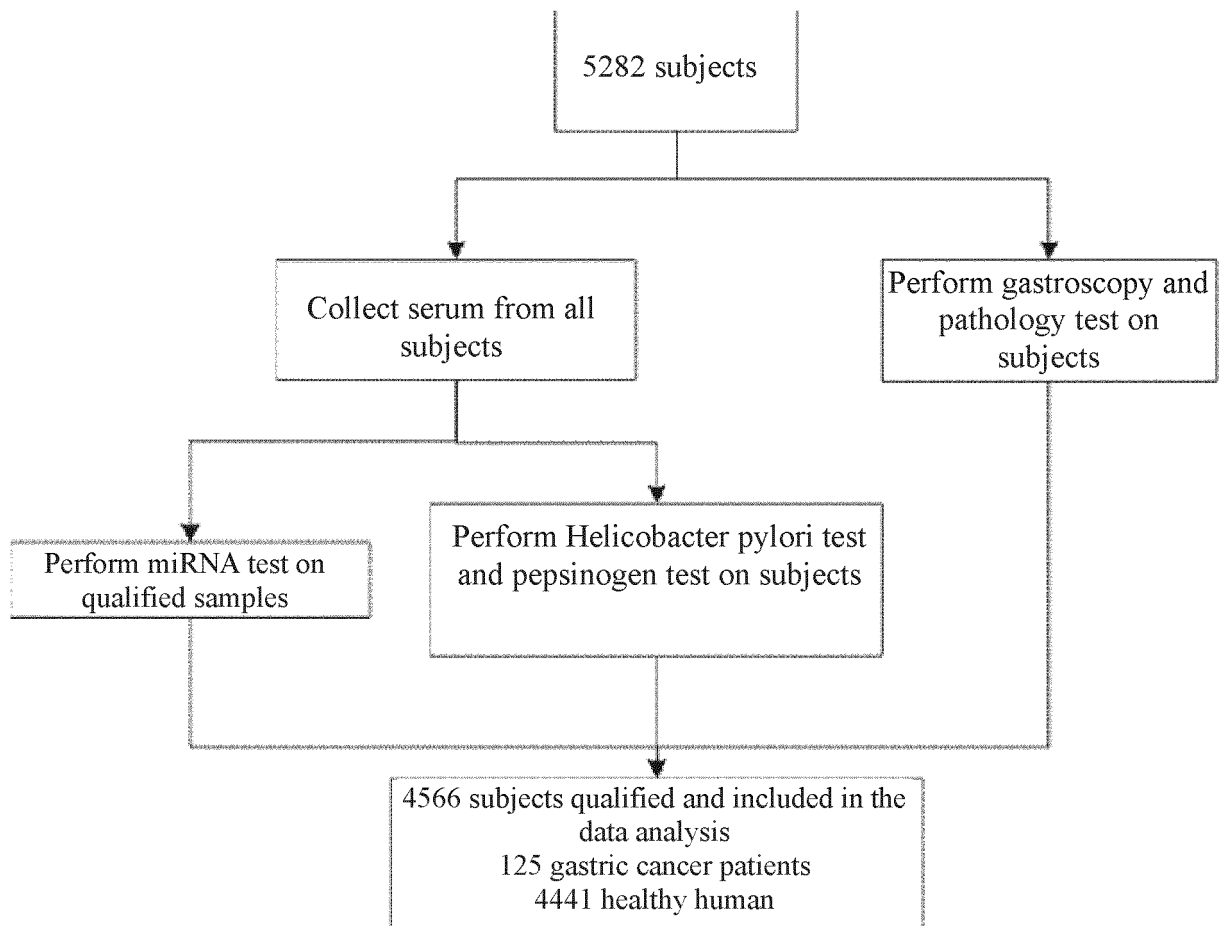 5282 subjects
Collect serum from all
subjects
Perform gastroscopy and
pathology test on
subjects
Perform miRNA test on
qualified samples
Perform Helicobacter pylori test
and pepsinogen test on subjects
4566 subjects qualified and included in the
data analysis
125 gastric cancer patients
4441 healthy human